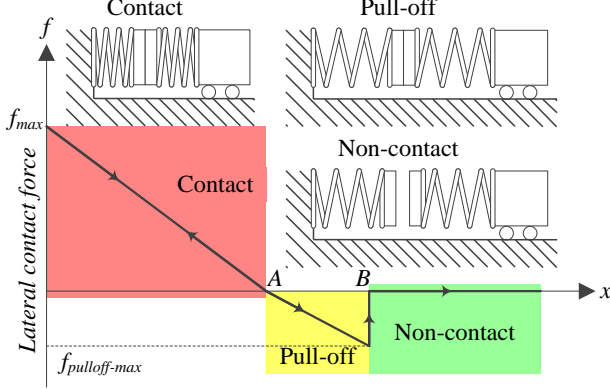 Contact
Pull-off
f
f_max
Non-contact
Contact
Lateral contact force
A
B
x
Non-contact
Pull-off
f_pulloff-max